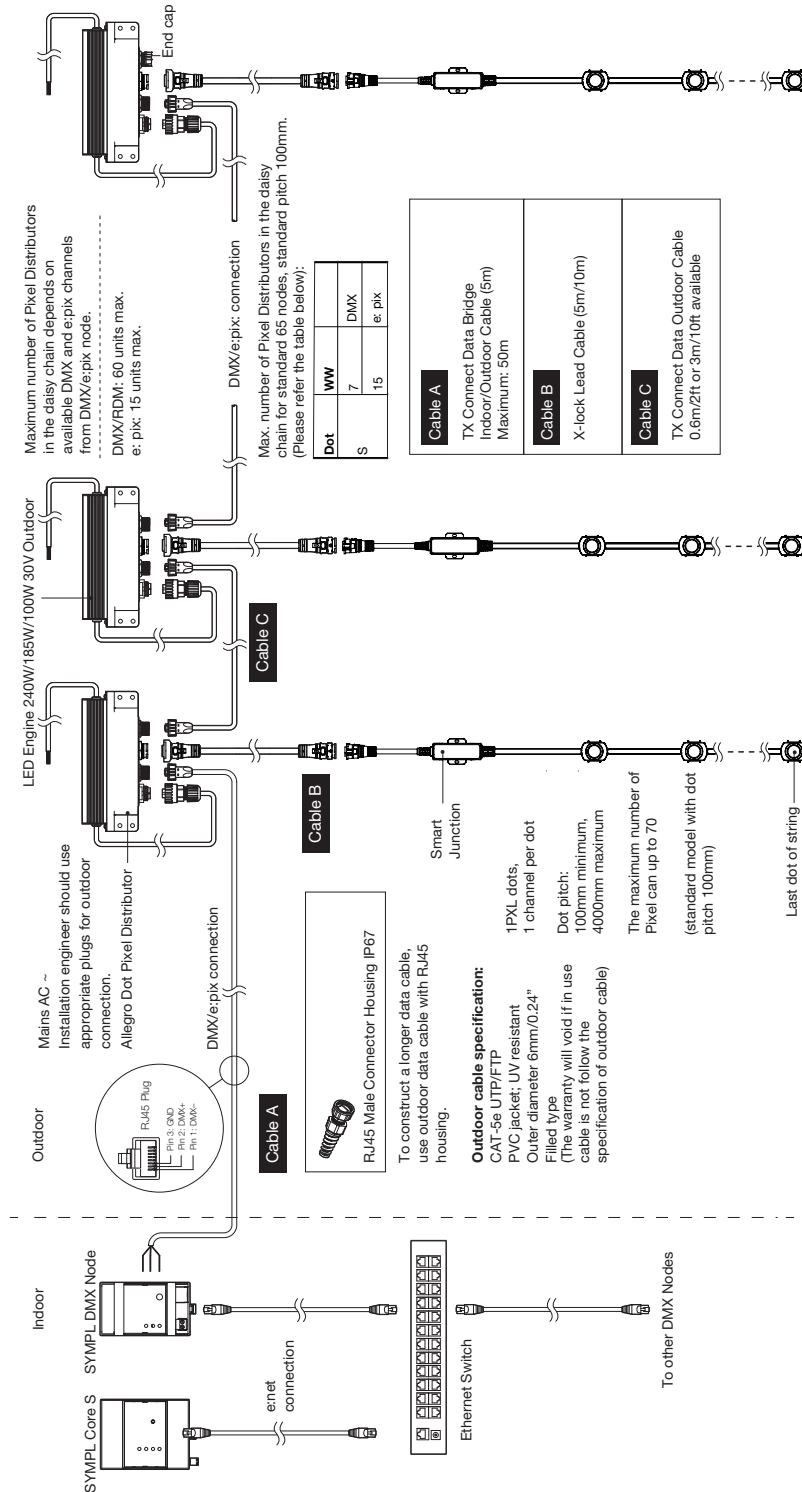 Indoor
Outdoor
SYMPL Core S
SYMPL DMX Node
e:net
connection
Ethernet Switch
To other DMX Nodes
RJ45 Plug
Pin 3: GND
Pin 2: DMX+
Pin 1: DMX–
Mains AC ~
Installation engineer should use
appropriate plugs for outdoor
connection.
Allegro Dot Pixel Distributor
DMX/e:pix connection
LED Engine 240W/185W/100W 30V Outdoor
Maximum number of Pixel Distributors
in the daisy chain depends on
available DMX and e:pix channels
from DMX/e:pix node.
DMX/RDM: 60 units max.
e; pix: 15 units max.
End cap
DMX/e:pix: connection
Cable A
Cable B
Cable C
RJ45 Male Connector Housing IP67
To construct a longer data cable,
use outdoor data cable with RJ45
housing.
Outdoor cable specification:
CAT-5e UTP/FTP
PVC jacket; UV resistant
Outer diameter 6mm/0.24”
Filled type
(The warranty will void if in use
cable is not follow the
specification of outdoor cable)
Smart
Junction
1PXL dots,
1 channel per dot
Dot pitch:
100mm minimum,
4000mm maximum
The maximum number of
Pixel can up to 70
(standard model with dot
pitch 100mm)
Last dot of string
Max. number of Pixel Distributors in the daisy
chain for standard 65 nodes, standard pitch 100mm.
(Please refer the table below):
Dot WW
S 7 DMX
15 e: pix
Cable A
TX Connect Data Bridge
Indoor/Outdoor Cable (5m)
Maximum: 50m
Cable B
X-lock Lead Cable (5m/10m)
Cable C
TX Connect Data Outdoor Cable
0.6m/2ft or 3m/10ft available